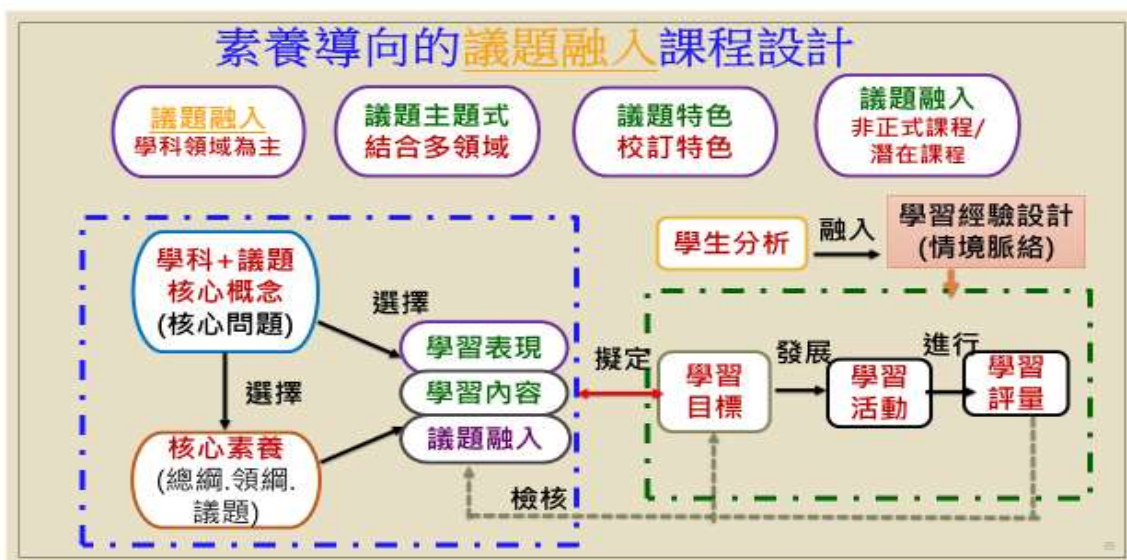 素養導向的議題融入課程設計
議題融入
學科領域為主
議題主題式
結合多領域
議題特色
校訂特色
議題融入
非正式課程/
潛在課程
學科+議題
核心概念
(核心問題)
選擇
選擇
核心素養
(總綱.領綱.
議題)
學習表現
學習內容
議題融入
擬定
學生分析
融入
學習經驗設計
(情境脈絡)
學習
目標
發展
學習
活動
進行
學習
評量
檢核